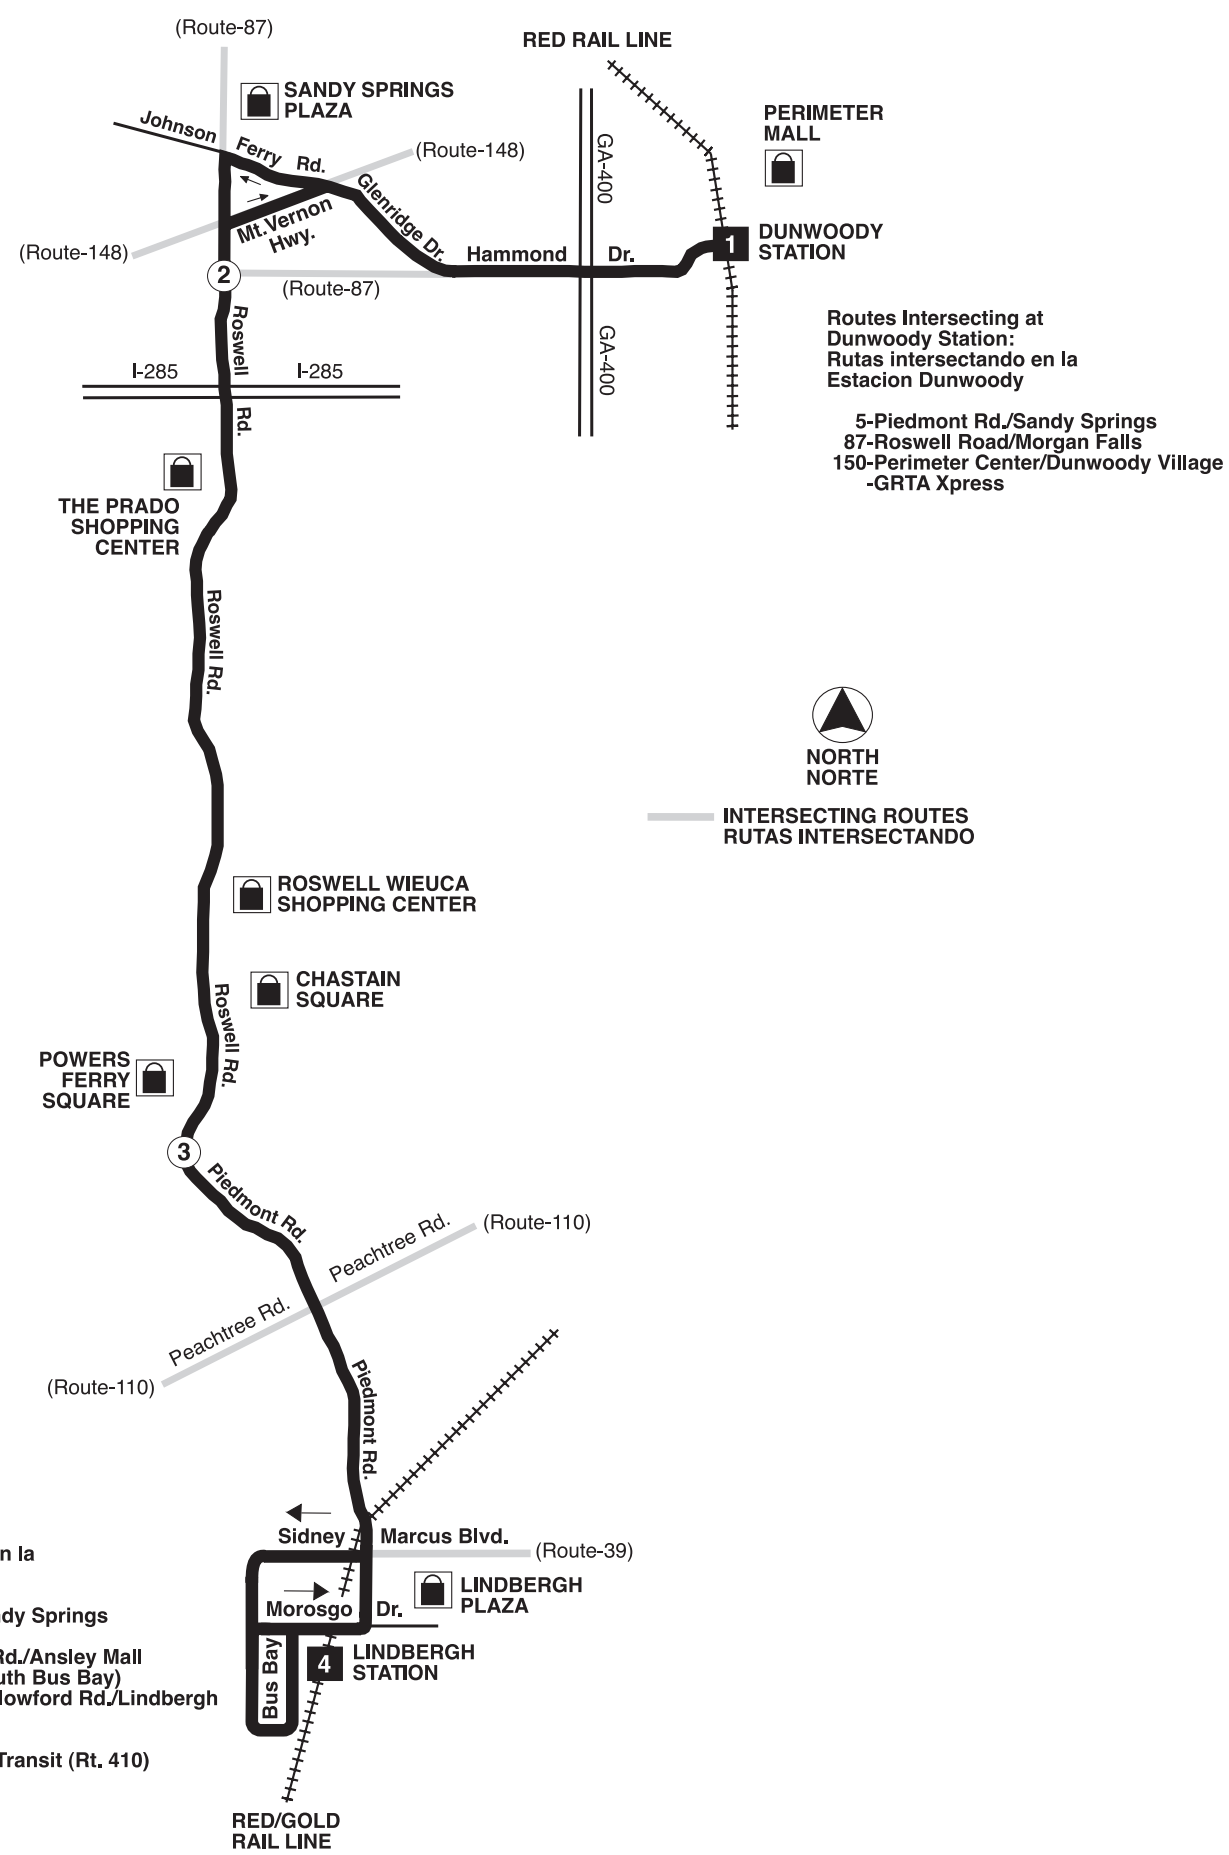 (Route-87)
RED RAIL LINE
SANDY SPRINGS
PLAZA
PERIMETER
MALL
Johnson Ferry Rd.
(Route-148)
GA-400
Glenridge Dr.
Mt. Vernon
Hwy.
(Route-148)
Hammond Dr.
1
DUNWOODY
STATION
2
(Route-87)
Roswell Rd.
GA-400
I-285
I-285
Routes Intersecting at
Dunwoody Station:
Rutas intersectando en la
Estacion Dunwoody
5-Piedmont Rd./Sandy Springs
87-Roswell Road/Morgan Falls
150-Perimeter Center/Dunwoody Village
-GRTA Xpress
THE PRADO
SHOPPING
CENTER
Roswell Rd.
NORTH
NORTE
INTERSECTING ROUTES
RUTAS INTERSECTANDO
ROSWELL WIEUCA
SHOPPING CENTER
CHASTAIN
SQUARE
Roswell Rd.
POWERS
FERRY
SQUARE
3
Piedmont Rd.
Peachtree Rd.
(Route-110)
Peachtree Rd.
(Route-110)
Piedmont Rd.
Sidney Marcus Blvd.
(Route-39)
LINDBERGH
PLAZA
Morosgo Dr.
Bus Bay
4
LINDBERGH
STATION
n la
dy Springs
Rd./Ansley Mall
uth Bus Bay)
lowford Rd./Lindbergh
Transit (Rt. 410)
RED/GOLD
RAIL LINE